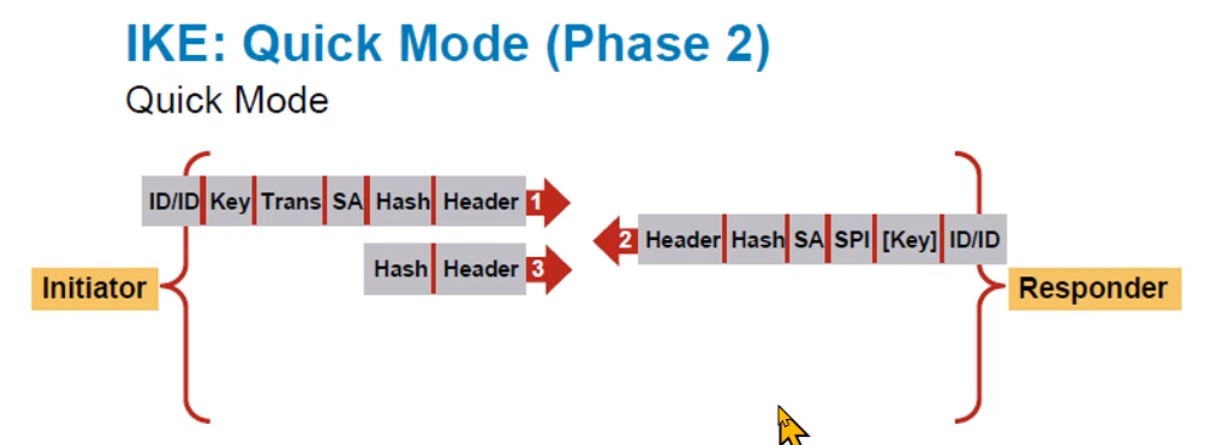 IKE: Quick Mode (Phase 2)
Quick Mode
ID/ID Key Trans SA Hash Header 1
2 Header Hash SA SPI [Key] ID/ID
Hash Header 3
Initiator
Responder